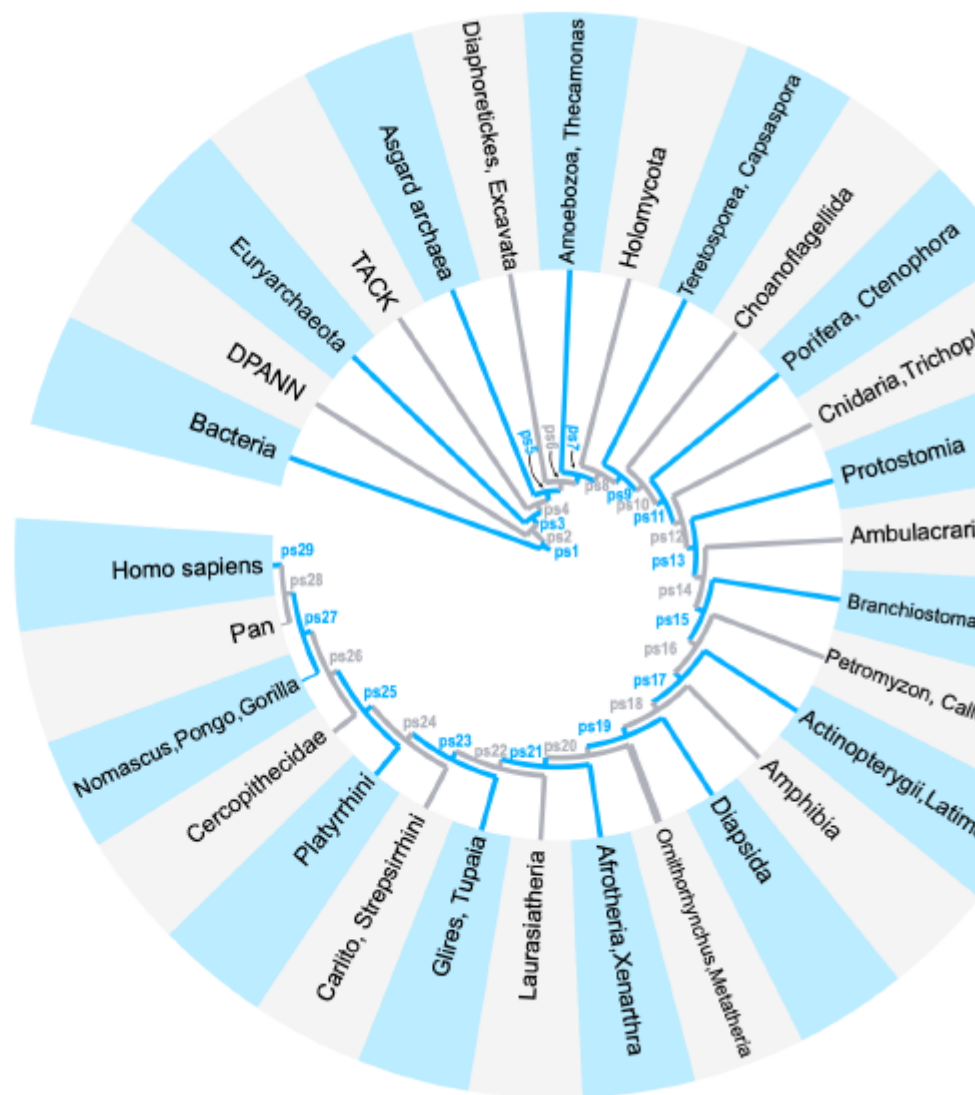 Bacteria
DPANN
Euryarchaeota
TACK
Asgard archaea
Diaphoretickes, Excavata
Amoebozoa, Thecamonas
Holomycota
Teretosporea, Capsaspora
Choanoflagellida
Porifera, Ctenophora
Cnidaria,Trichopl
Protostomia
Ambulacrari
Branchiostoma
Petromyzon, Call
Actinopterygii,Latim
Amphibia
Diapsida
Ornithorhynchus,Metatheria
Afrotheria,Xenarthra
Laurasiatheria
Glires, Tupaia
Carlito, Strepsirrhini
Platyrrhini
Cercopithecidae
Nomascus,Pongo,Gorilla
Pan
Homo sapiens
ps1
ps2
ps3
ps4
ps5
ps6
ps7
ps8
ps9
ps10
ps11
ps12
ps13
ps14
ps15
ps16
ps17
ps18
ps19
ps20
ps21
ps22
ps23
ps24
ps25
ps26
ps27
ps28
ps29